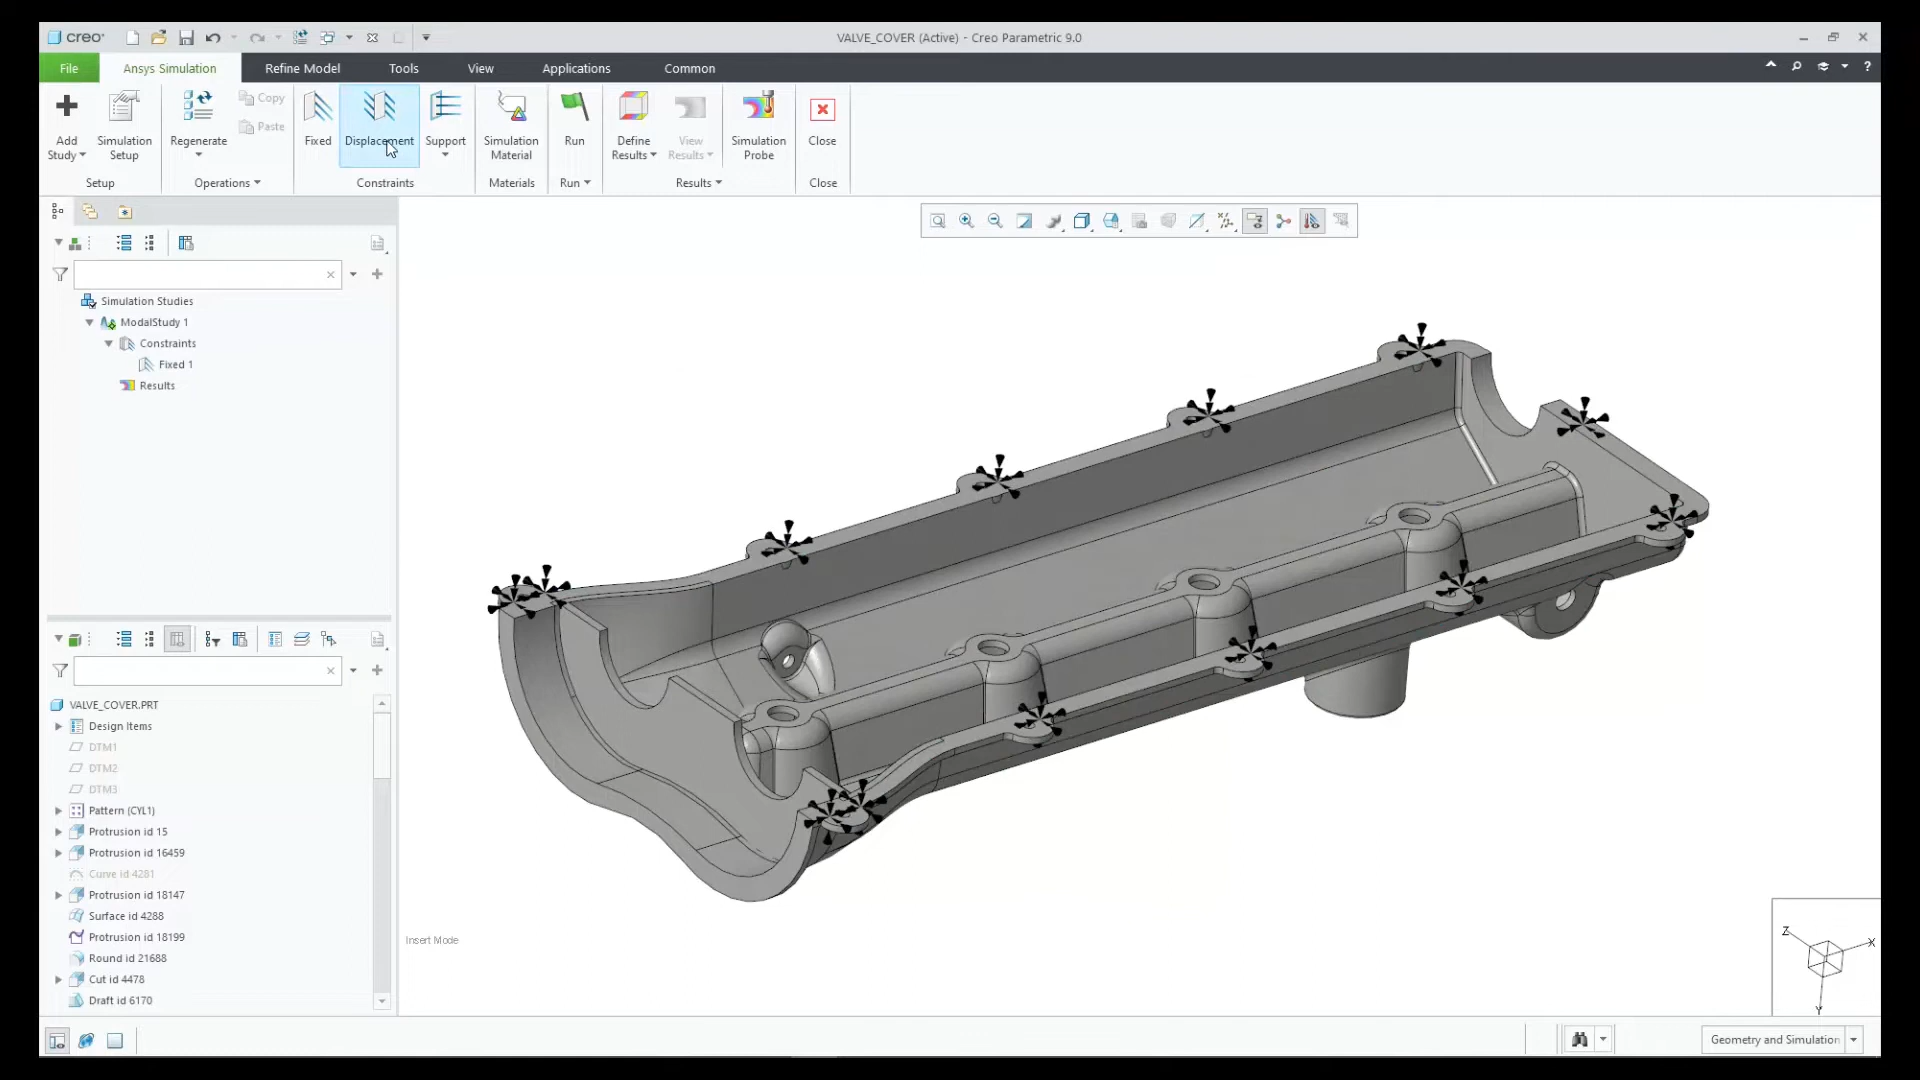 creo®
VALVE_COVER (Active) - Creo Parametric 9.0
File
Ansys Simulation
Refine Model
Tools
View
Applications
Common
?
Add
Study
Simulation
Setup
Regenerate
Copy
Paste
Fixed
Displacement
Support
Simulation
Material
Run
Define
Results
View
Results
Simulation
Probe
Close
Setup
Operations
Constraints
Materials
Run
Results
Close
Simulation Studies
ModalStudy 1
Constraints
Fixed 1
Results
VALVE_COVER.PRT
Design Items
DTM1
DTM2
DTM3
Pattern (CYL1)
Protrusion id 15
Protrusion id 16459
Curve id 4281
Protrusion id 18147
Surface id 4288
Protrusion id 18199
Round id 21688
Cut id 4478
Draft id 6170
Insert Mode
Z
X
Y
Geometry and Simulation